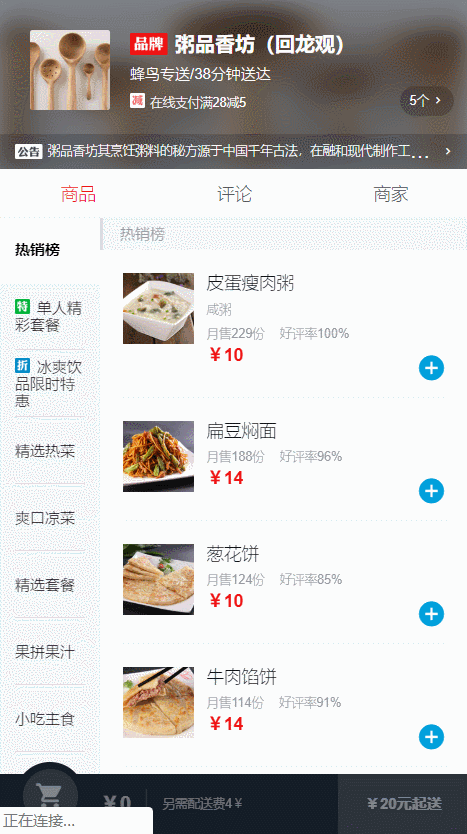 品牌 粥品香坊（回龙观）
蜂鸟专送/38分钟送达
减 在线支付满28减5
5个 >
公告 粥品香坊其烹饪粥料的秘方源于中国千年古法，在融和现代制作工... >
商品 评论 商家
热销榜
特 单人精
彩套餐
折 冰爽饮
品限时特
惠
精选热菜
爽口凉菜
精选套餐
果拼果汁
小吃主食
热销榜
皮蛋瘦肉粥
咸粥
月售229份 好评率100%
￥10
扁豆焖面
月售188份 好评率96%
￥14
葱花饼
月售124份 好评率85%
￥10
牛肉馅饼
月售114份 好评率91%
￥14
￥0 另需配送费4￥ ￥20元起送
正在连接...